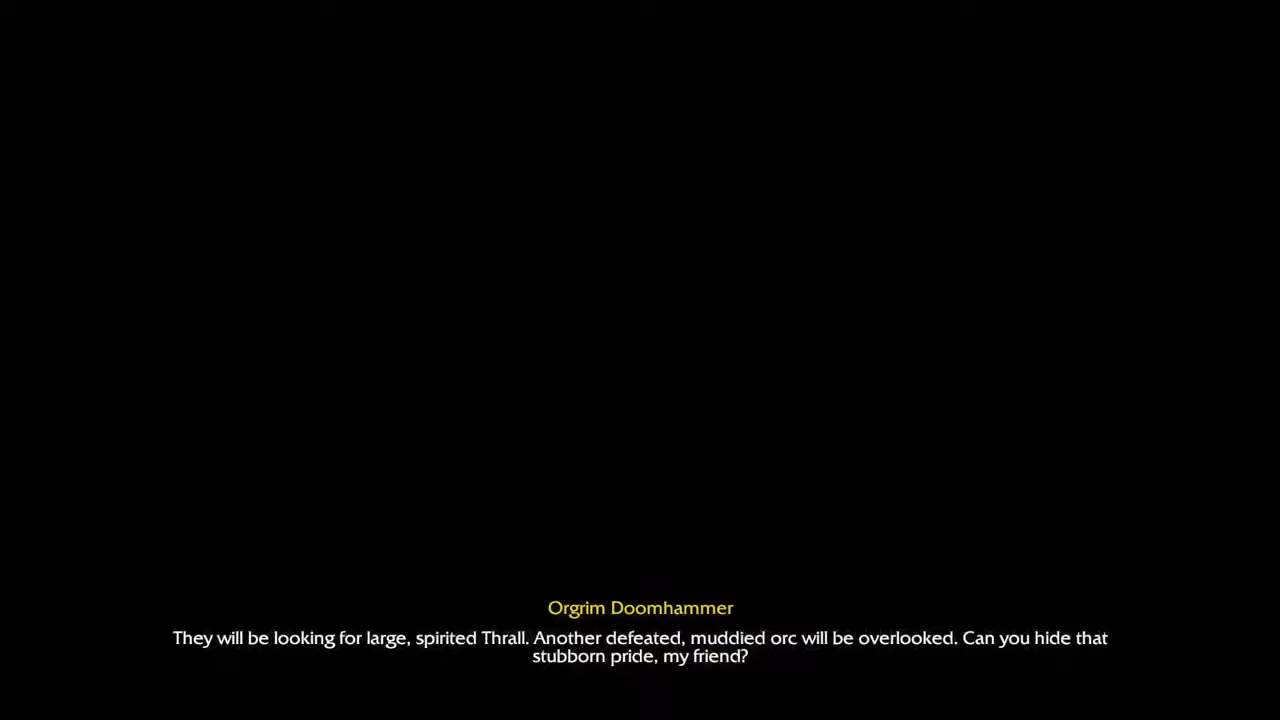 Orgrim Doomhammer
They will be looking for large, spirited Thrall. Another defeated, muddied orc will be overlooked. Can you hide that
stubborn pride, my friend?